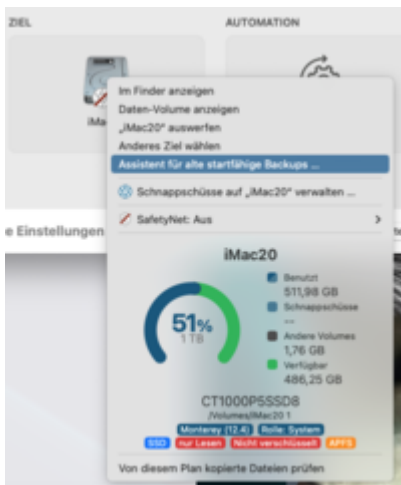 ZIEL
AUTOMATION
iMa
Im Finder anzeigen
Daten-Volume anzeigen
„iMac20“ auswerfen
Anderes Ziel wählen
Assistent für alte startfähige Backups ...
Schnappschüsse auf „iMac20“ verwalten ...
e Einstellungen
SafetyNet: Aus
iMac20
51%
1 TB
Benutzt
511,98 GB
Schnappschüsse
--
Andere Volumes
1,76 GB
Verfügbar
486,25 GB
CT1000P5SSD8
/Volumes/iMac20 1
Monterey (12.4) Rolle: System
SSD nur Lesen Nicht verschlüsselt APFS
Von diesem Plan kopierte Dateien prüfen